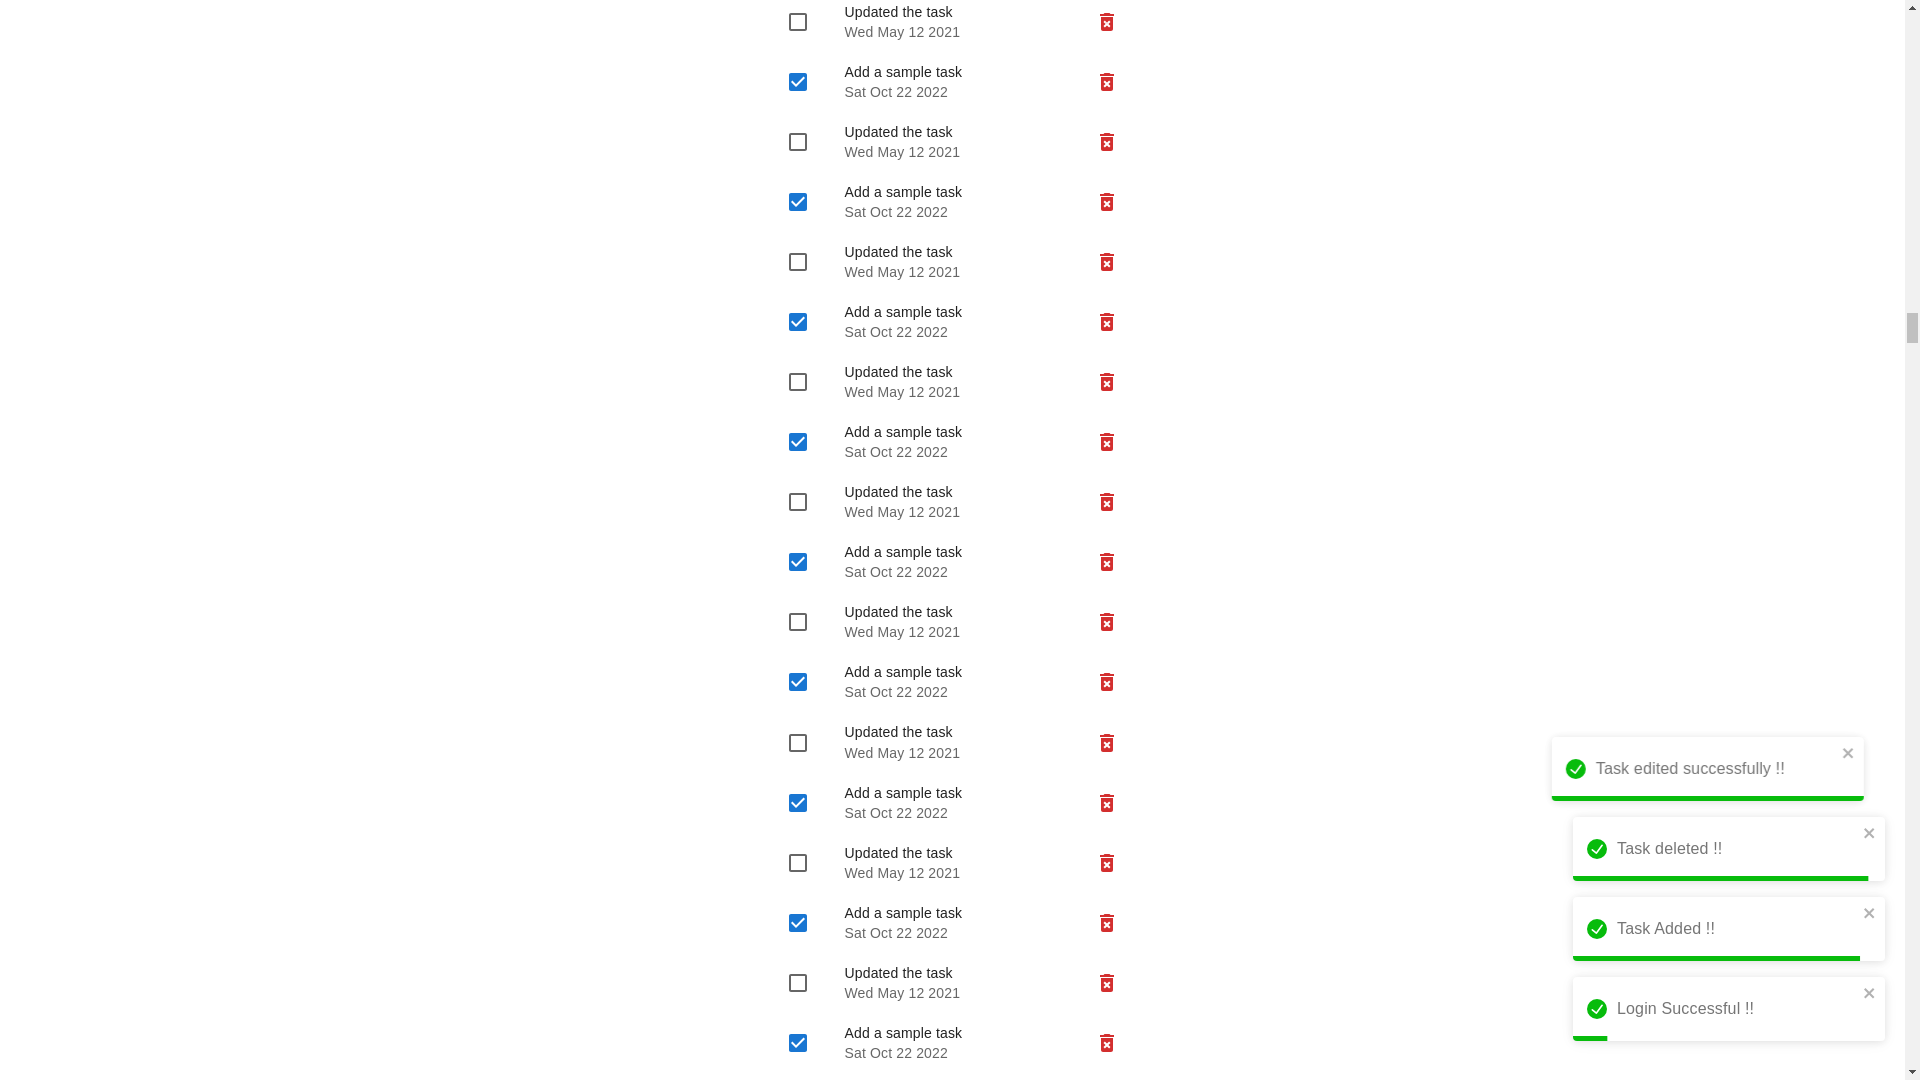 Updated the task
Wed May 12 2021
Add a sample task
Sat Oct 22 2022
Updated the task
Wed May 12 2021
Add a sample task
Sat Oct 22 2022
Updated the task
Wed May 12 2021
Add a sample task
Sat Oct 22 2022
Updated the task
Wed May 12 2021
Add a sample task
Sat Oct 22 2022
Updated the task
Wed May 12 2021
Add a sample task
Sat Oct 22 2022
Updated the task
Wed May 12 2021
Add a sample task
Sat Oct 22 2022
Updated the task
Wed May 12 2021
Add a sample task
Sat Oct 22 2022
Updated the task
Wed May 12 2021
Add a sample task
Sat Oct 22 2022
Updated the task
Wed May 12 2021
Add a sample task
Sat Oct 22 2022
Task edited successfully !!
Task deleted !!
Task Added !!
Login Successful !!